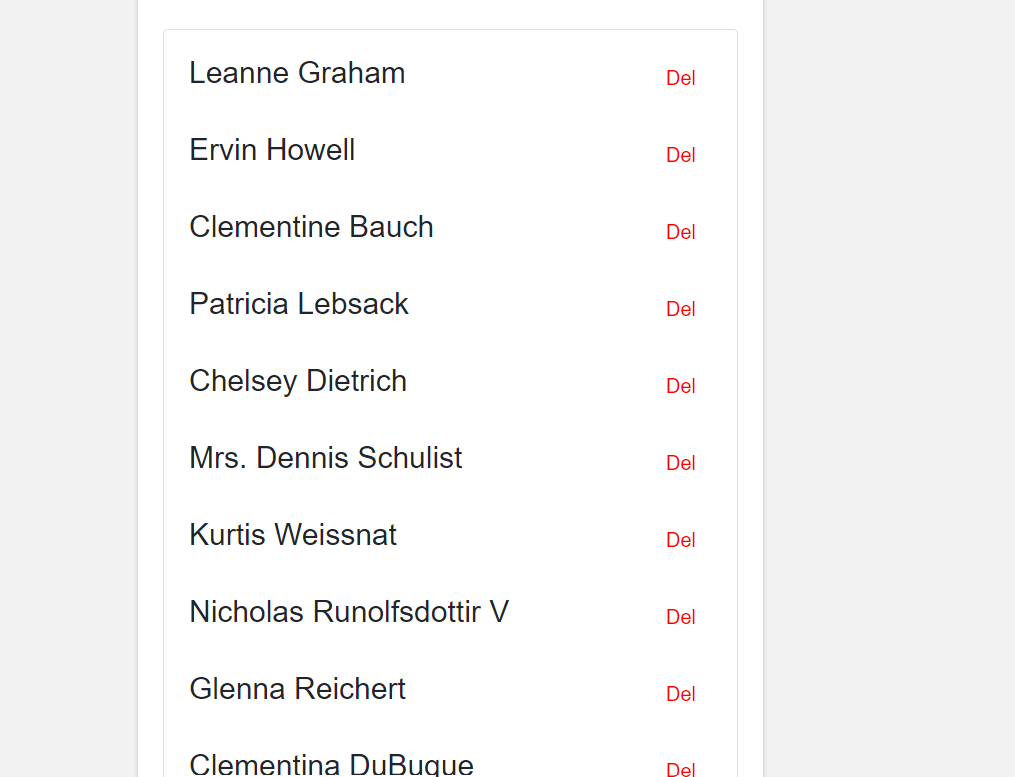 Leanne Graham Del
Ervin Howell Del
Clementine Bauch Del
Patricia Lebsack Del
Chelsey Dietrich Del
Mrs. Dennis Schulist Del
Kurtis Weissnat Del
Nicholas Runolfsdottir V Del
Glenna Reichert Del
Clementina DuBuque Del